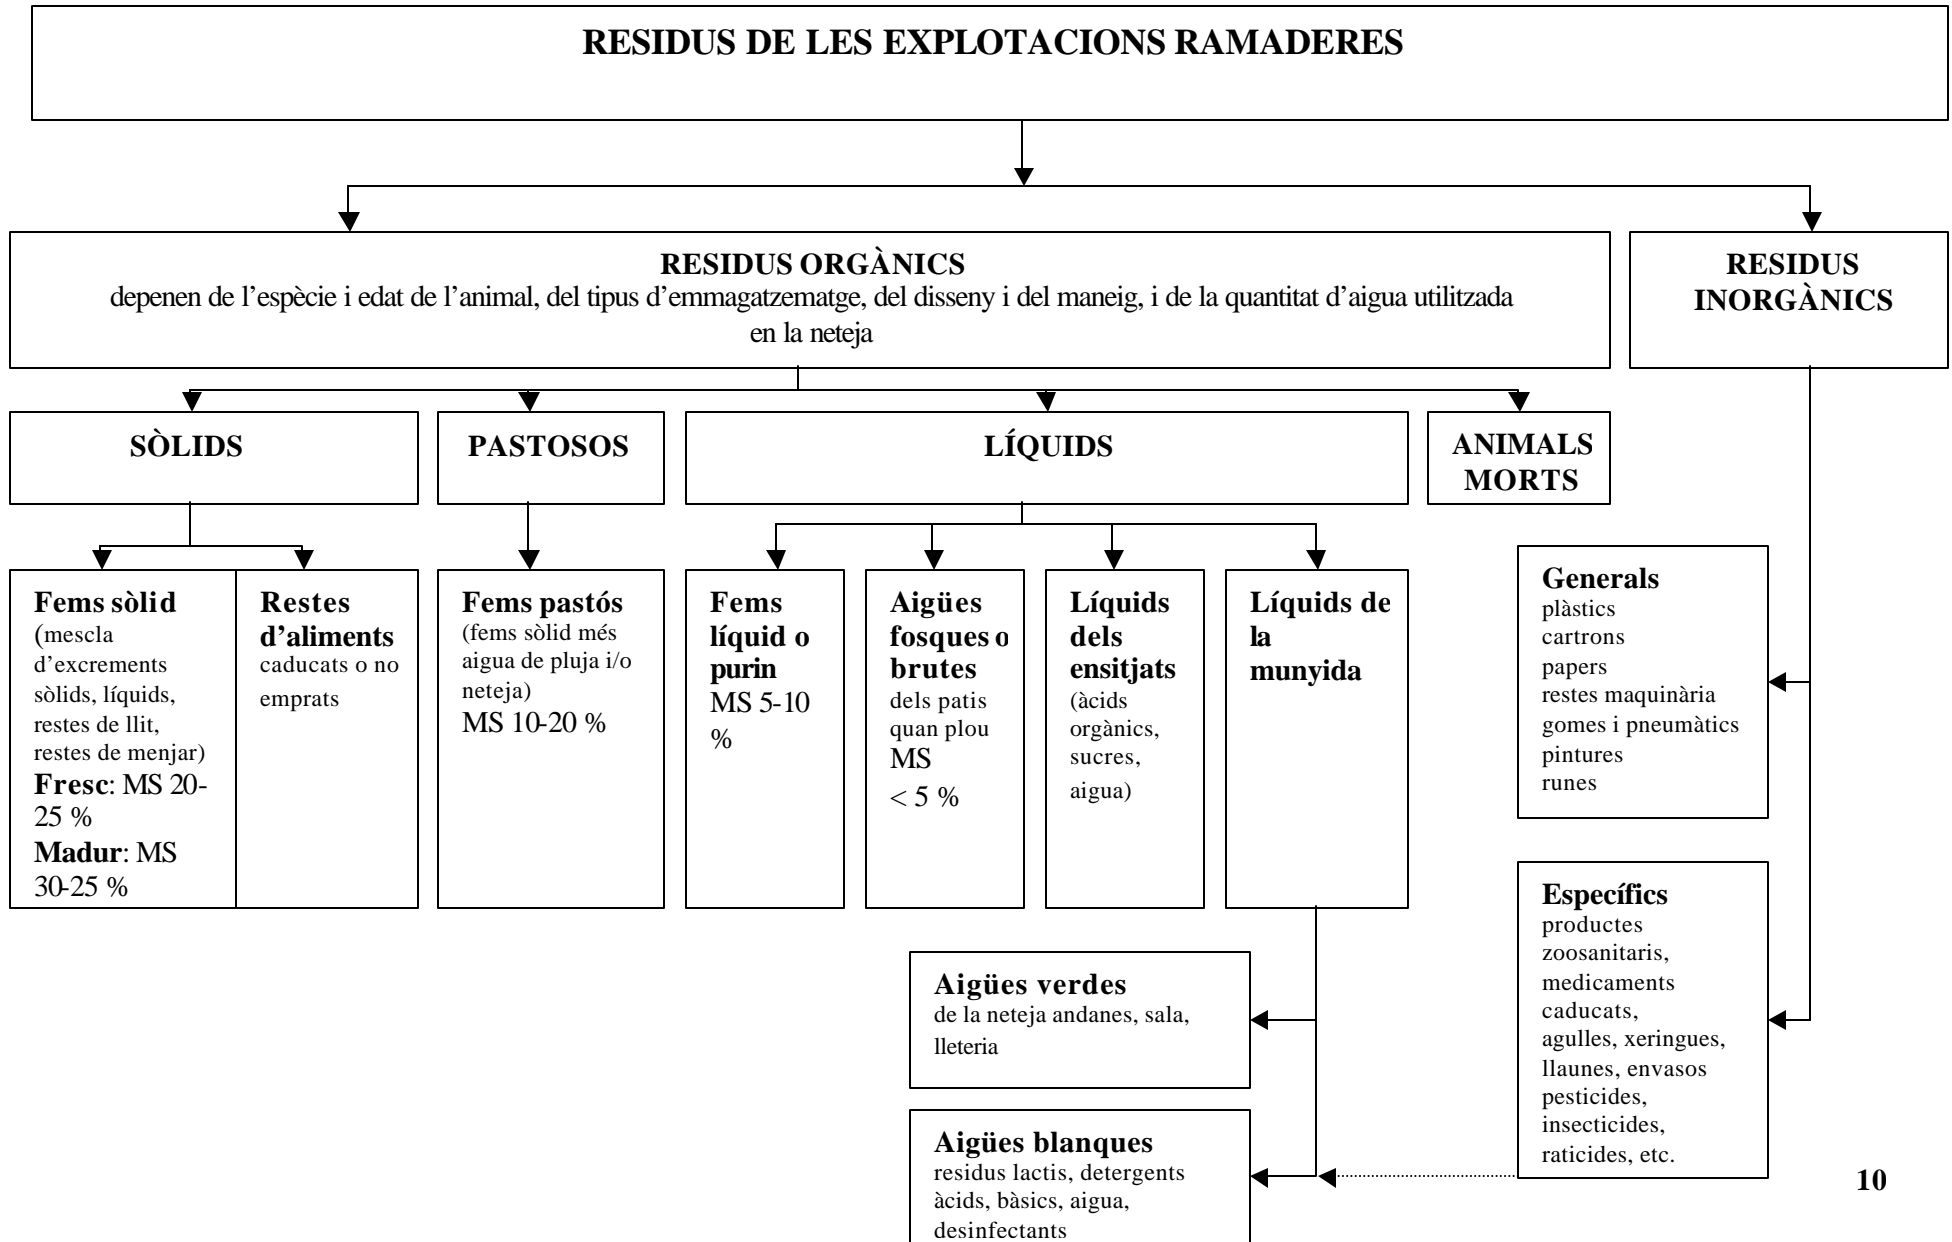 RESIDUS DE LES EXPLOTACIONS RAMADERES
RESIDUS ORGÀNICS
depenen de l’espècie i edat de l’animal, del tipus d’emmagatzematge, del disseny i del maneig, i de la quantitat d’aigua utilitzada
en la neteja
RESIDUS
INORGÀNICS
SÒLIDS
PASTOSOS
LÍQUIDS
ANIMALS
MORTS
Fems sòlid
(mescla
d’excrements
sòlids, líquids,
restes de llit,
restes de menjar)
Fresc: MS 20-
25 %
Madur: MS
30-25 %
Restes
d’aliments
caducats o no
emprats
Fems pastós
(fems sòlid més
aigua de pluja i/o
neteja)
MS 10-20 %
Fems
líquid o
purin
MS 5-10
%
Aigües
fosques o
brutes
dels patis
quan plou
MS
< 5 %
Líquids
dels
ensitjats
(àcids
orgànics,
sucres,
aigua)
Líquids de
la
munyida
Generals
plàstics
cartrons
papers
restes maquinària
gomes i pneumàtics
pintures
runes
Específics
productes
zoosanitaris,
medicaments
caducats,
agulles, xeringues,
llaunes, envasos
pesticides,
insecticides,
raticides, etc.
Aigües verdes
de la neteja andanes, sala,
lleteria
Aigües blanques
residus lactis, detergents
àcids, bàsics, aigua,
desinfectants
10